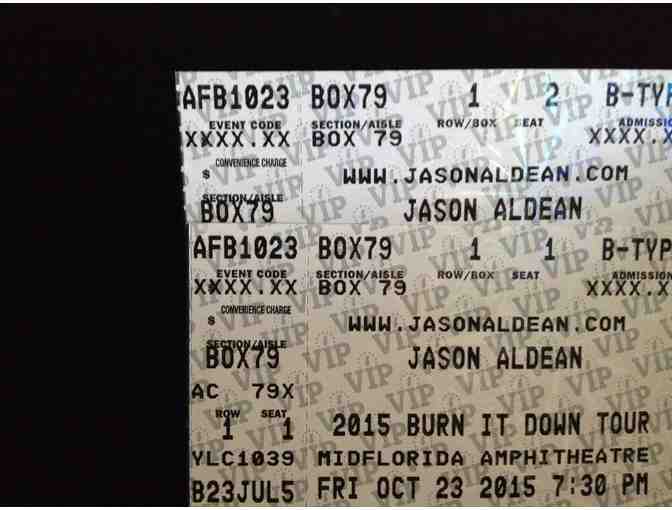 AFB1023 BOX79 1 2 B-TYP
EVENT CODE SECTION/AISLE ROW/BOX SEAT ADMISSIO
XXXX.XX BOX 79 XXXX.X
CONVENIENCE CHARGE
$ WWW.JASONALDEAN.COM
SECTION/AISLE
BOX79 JASON ALDEAN
AFB1023 BOX79 1 1 B-TYP
EVENT CODE SECTION/AISLE ROW/BOX SEAT ADMISSION
XXXX.XX BOX 79 XXXX.X
CONVENIENCE CHARGE
$ WWW.JASONALDEAN.COM
SECTION/AISLE
BOX79 JASON ALDEAN
AC 79X
ROW SEAT
1 1 2015 BURN IT DOWN TOUR
YLC1039 MIDFLORIDA AMPHITHEATRE
B23JUL5 FRI OCT 23 2015 7:30 PM